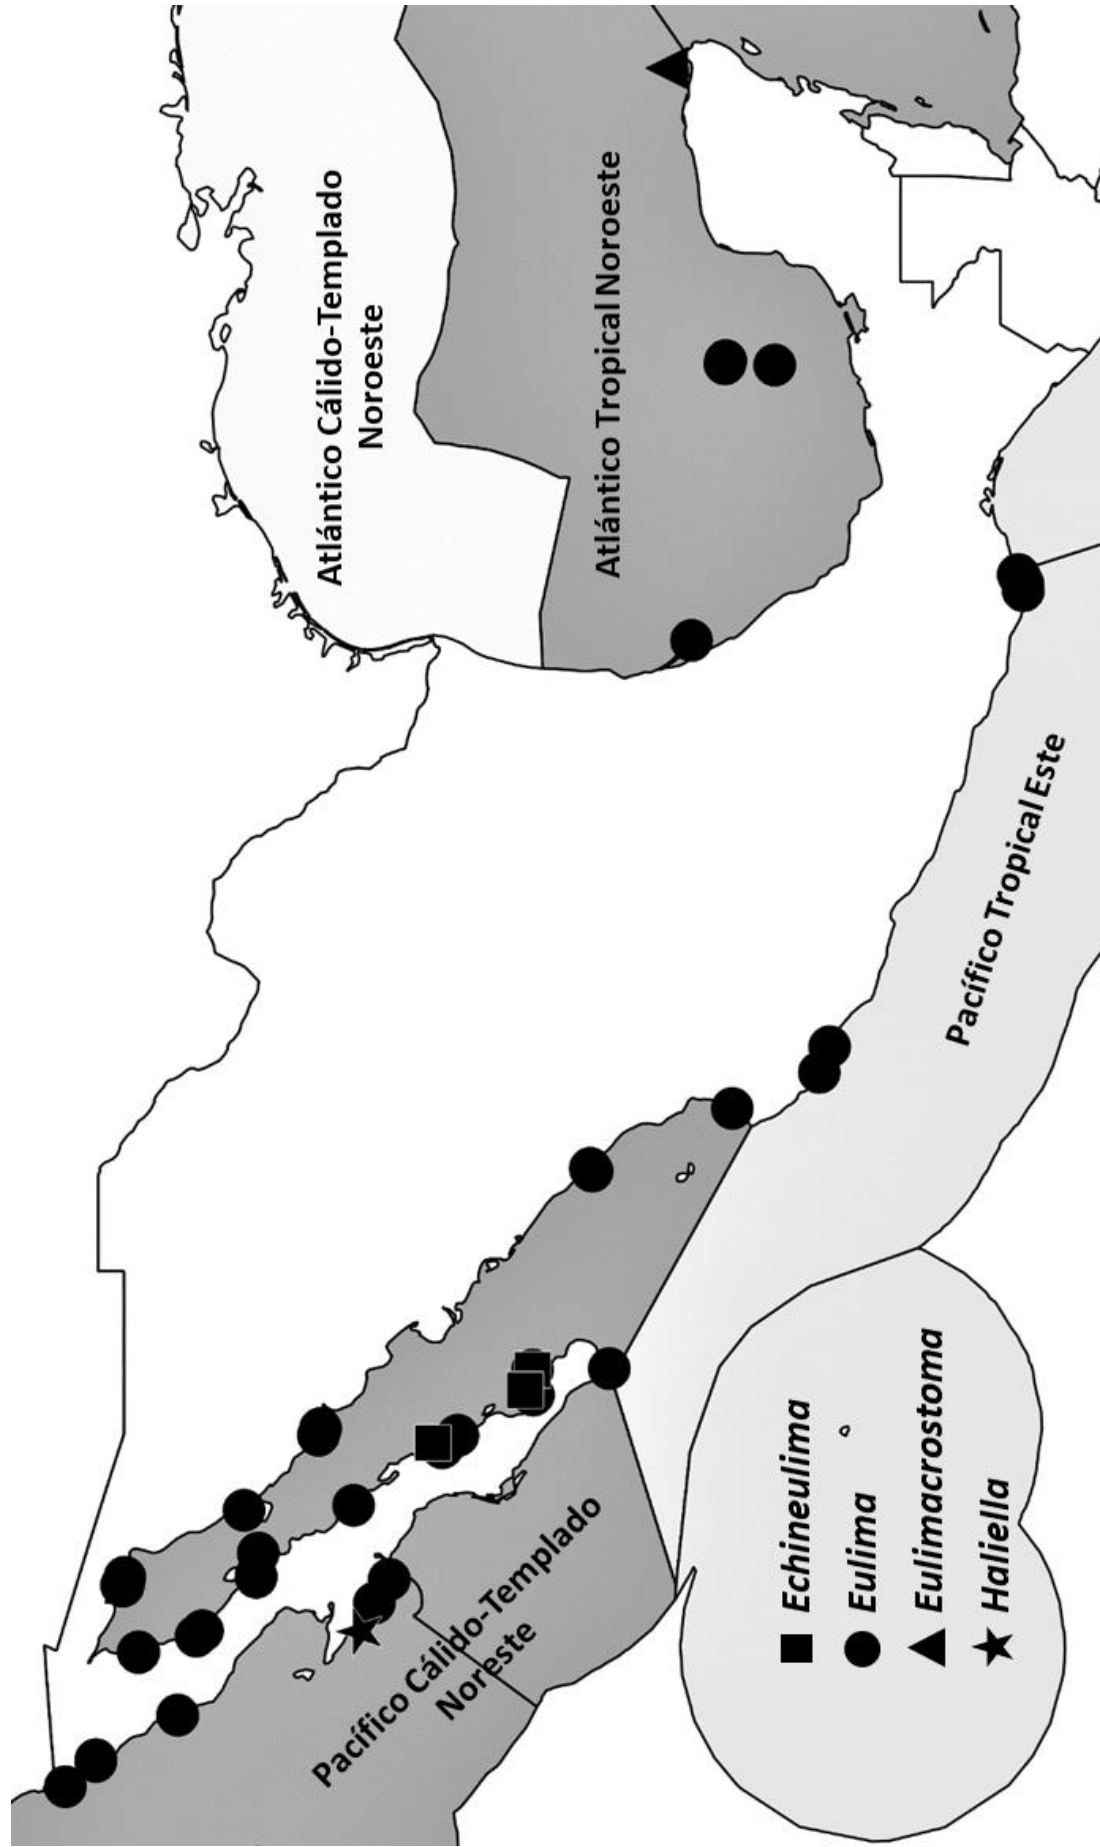 Atlántico Cálido-Templado
Noroeste
Atlántico Tropical Noroeste
Pacífico Tropical Este
Pacífico Cálido-Templado
Noreste
Echineulima
Eulima
Eulimacrostoma
Haliella